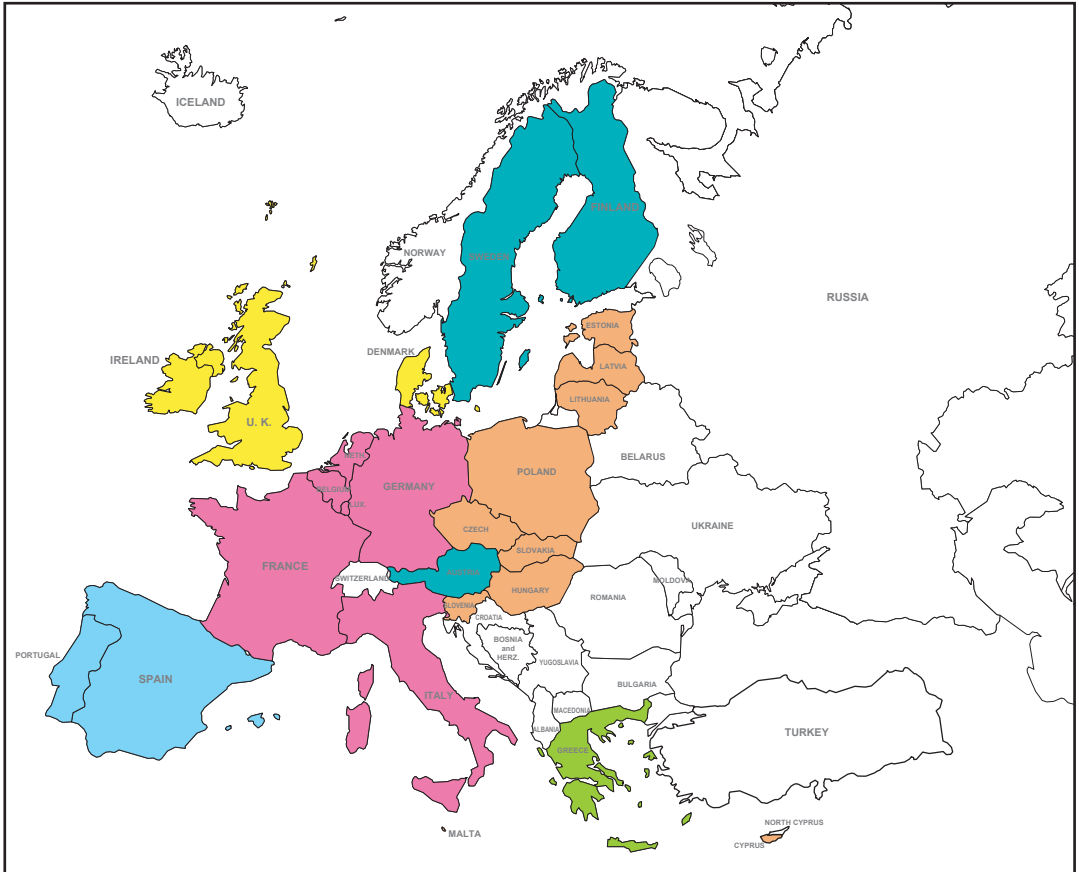 ICELAND
FINLAND
NORWAY
SWEDEN
RUSSIA
ESTONIA
DENMARK
IRELAND
LATVIA
LITHUANIA
U. K.
NETH.
BELARUS
POLAND
GERMANY
BELGIUM
LUX.
UKRAINE
CZECH
SLOVAKIA
FRANCE
AUSTRIA
SWITZERLAND
MOLDOVA
HUNGARY
ROMANIA
SLOVENIA
CROATIA
BOSNIA
and
HERZ.
PORTUGAL
YUGOSLAVIA
SPAIN
BULGARIA
ITALY
MACEDONIA
ALBANIA
TURKEY
GREECE
NORTH CYPRUS
MALTA
CYPRUS